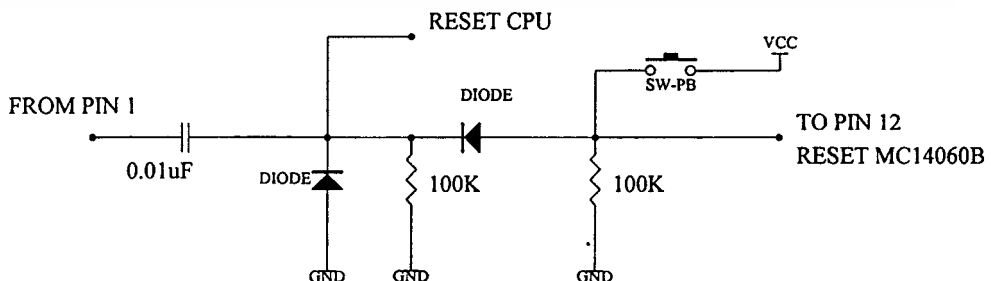 RESET CPU
VCC
SW-PB
FROM PIN 1
DIODE
TO PIN 12
RESET MC14060B
0.01uF
DIODE
100K
100K
GND
GND
GND